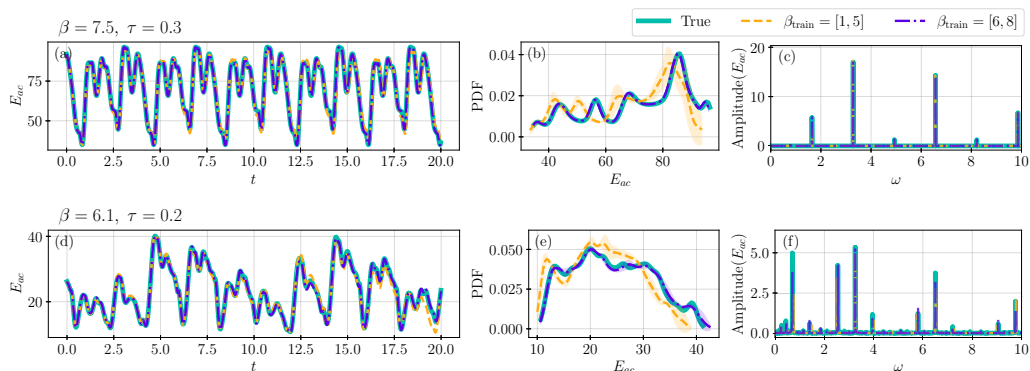 True
β_train = [1, 5]
β_train = [6, 8]
β = 7.5, τ = 0.3
(a)
E_ac
75
50
0.0 2.5 5.0 7.5 10.0 12.5 15.0 17.5 20.0
t
(b)
PDF
0.04
0.02
0.00
40 60 80
E_ac
(c)
Amplitude(E_ac)
20
10
0
0 2 4 6 8 10
ω
β = 6.1, τ = 0.2
(d)
E_ac
40
20
0.0 2.5 5.0 7.5 10.0 12.5 15.0 17.5 20.0
t
(e)
PDF
0.050
0.025
0.000
10 20 30 40
E_ac
(f)
Amplitude(E_ac)
5.0
2.5
0.0
0 2 4 6 8 10
ω